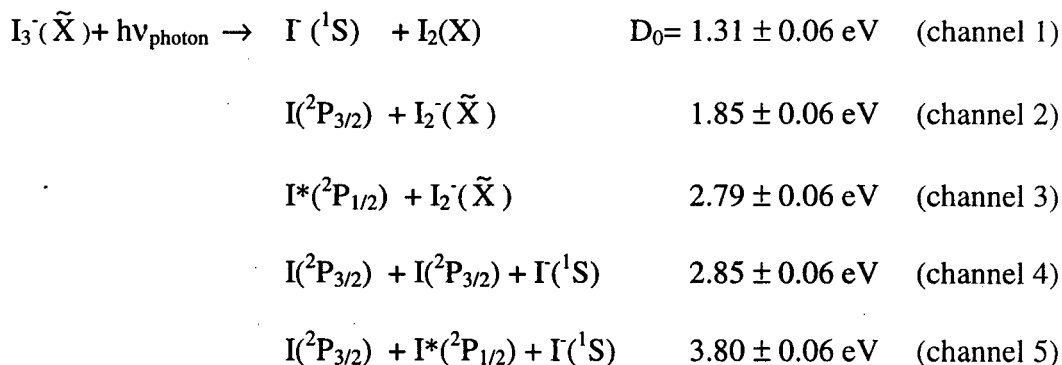 I₃⁻(X̃)+ hν_photon → I⁻ (¹S) + I₂(X) D₀= 1.31 ± 0.06 eV (channel 1)
I(²P₃/₂) + I₂⁻(X̃ ) 1.85 ± 0.06 eV (channel 2)
I*(²P₁/₂) + I₂⁻(X̃ ) 2.79 ± 0.06 eV (channel 3)
I(²P₃/₂) + I(²P₃/₂) + I⁻(¹S) 2.85 ± 0.06 eV (channel 4)
I(²P₃/₂) + I*(²P₁/₂) + I⁻(¹S) 3.80 ± 0.06 eV (channel 5)